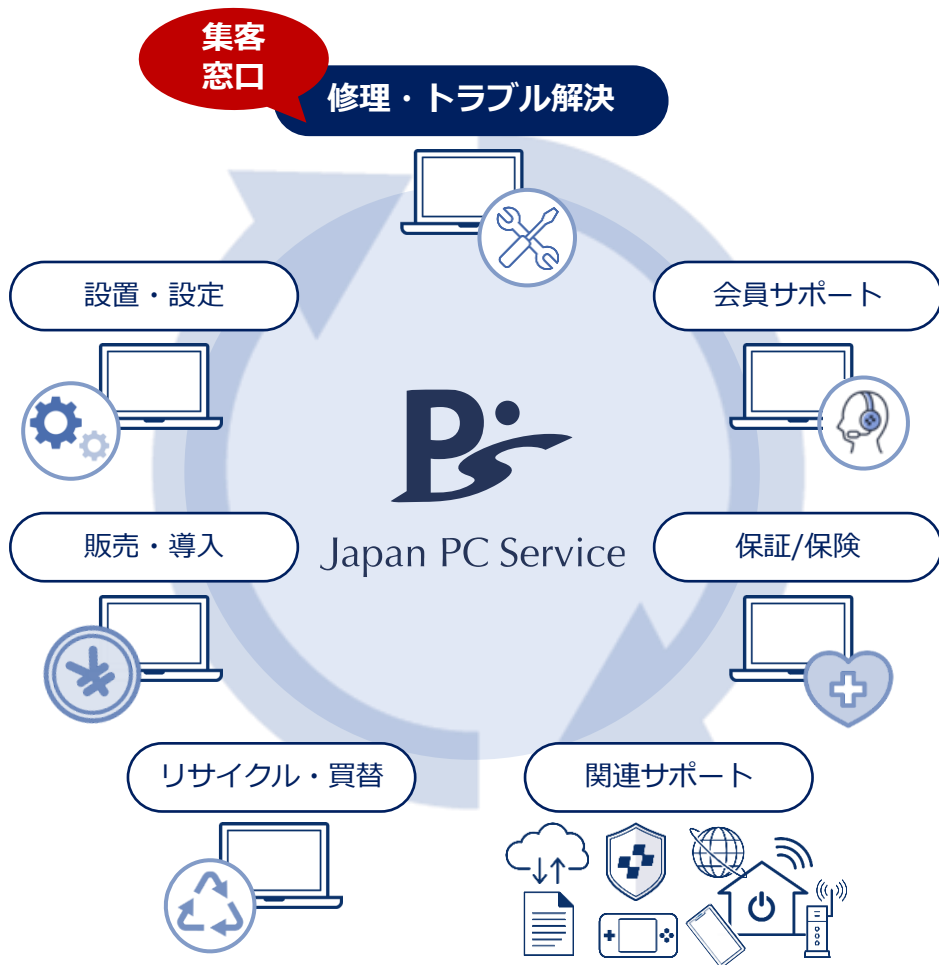 集客
窓口
修理・トラブル解決
設置・設定
会員サポート
Japan PC Service
販売・導入
保証/保険
リサイクル・買替
関連サポート